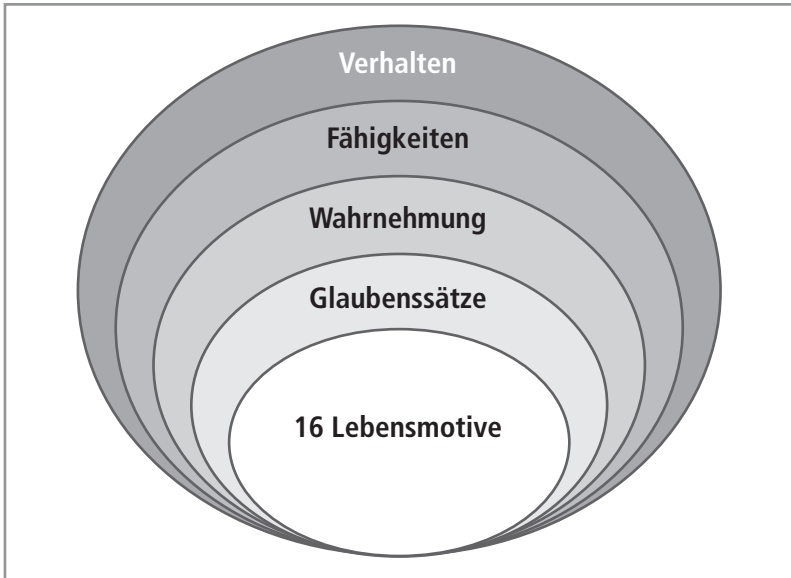 Verhalten
Fähigkeiten
Wahrnehmung
Glaubenssätze
16 Lebensmotive